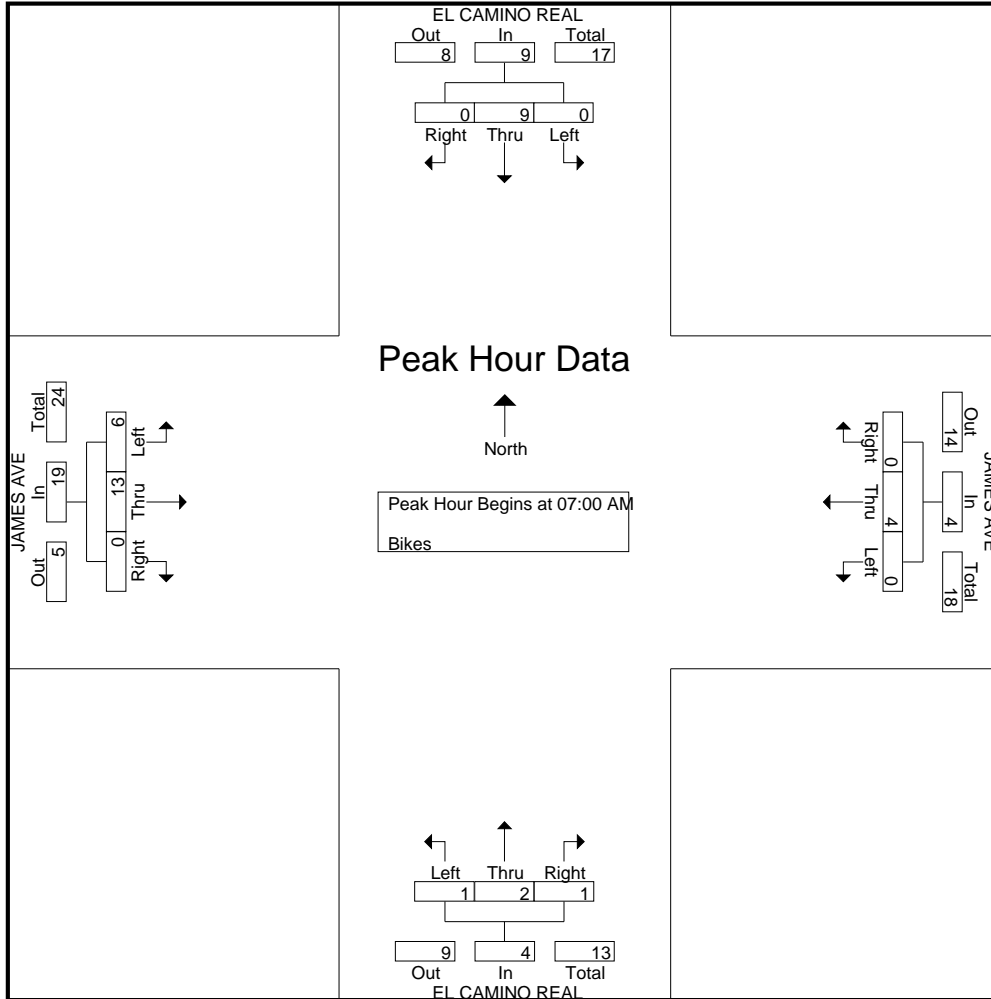 EL CAMINO REAL
Out In Total
8 9 17
0 9 0
Right Thru Left
Peak Hour Data
North
Peak Hour Begins at 07:00 AM
Bikes
JAMES AVE
Out In Total
5 19 24
Left Thru Right
6 13 0
JAMES AVE
Out In Total
14 4 18
Right Thru Left
0 4 0
Left Thru Right
1 2 1
9 4 13
Out In Total
EL CAMINO REAL